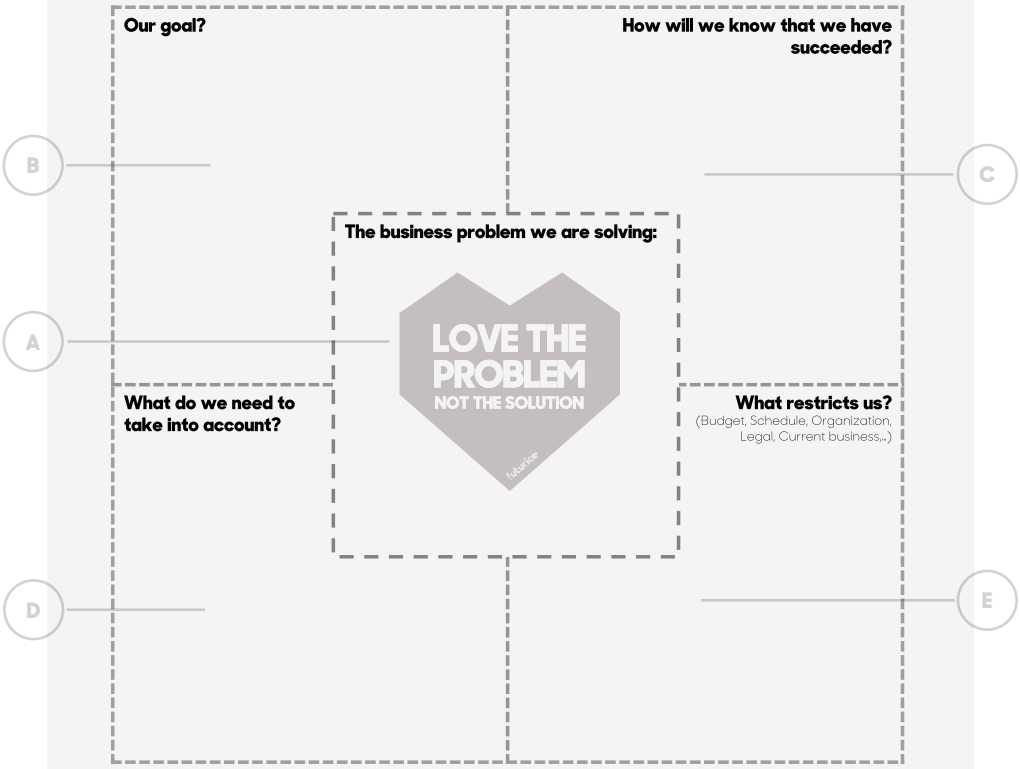 Our goal?
How will we know that we have
succeeded?
B
C
The business problem we are solving:
A
LOVE THE
PROBLEM
NOT THE SOLUTION
futurice
What do we need to
take into account?
What restricts us?
(Budget, Schedule, Organization,
Legal, Current business,..)
D
E